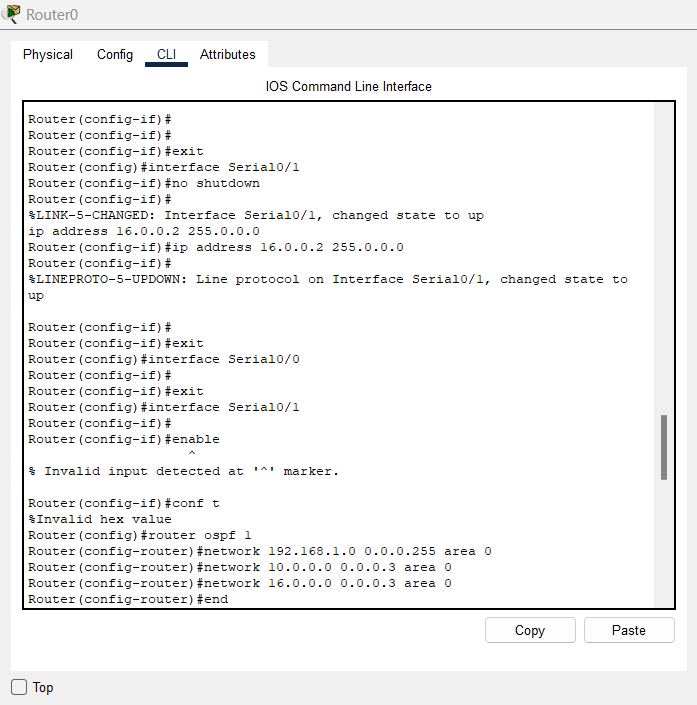 Router0
Physical Config CLI Attributes
IOS Command Line Interface
Router(config-if)#
Router(config-if)#
Router(config-if)#exit
Router(config)#interface Serial0/1
Router(config-if)#no shutdown
Router(config-if)#
%LINK-5-CHANGED: Interface Serial0/1, changed state to up
ip address 16.0.0.2 255.0.0.0
Router(config-if)#ip address 16.0.0.2 255.0.0.0
Router(config-if)#
%LINEPROTO-5-UPDOWN: Line protocol on Interface Serial0/1, changed state to
up
Router(config-if)#
Router(config-if)#exit
Router(config)#interface Serial0/0
Router(config-if)#
Router(config-if)#exit
Router(config)#interface Serial0/1
Router(config-if)#
Router(config-if)#enable
^
% Invalid input detected at '^' marker.
Router(config-if)#conf t
%Invalid hex value
Router(config)#router ospf 1
Router(config-router)#network 192.168.1.0 0.0.0.255 area 0
Router(config-router)#network 10.0.0.0 0.0.0.3 area 0
Router(config-router)#network 16.0.0.0 0.0.0.3 area 0
Router(config-router)#end
Copy Paste
Top